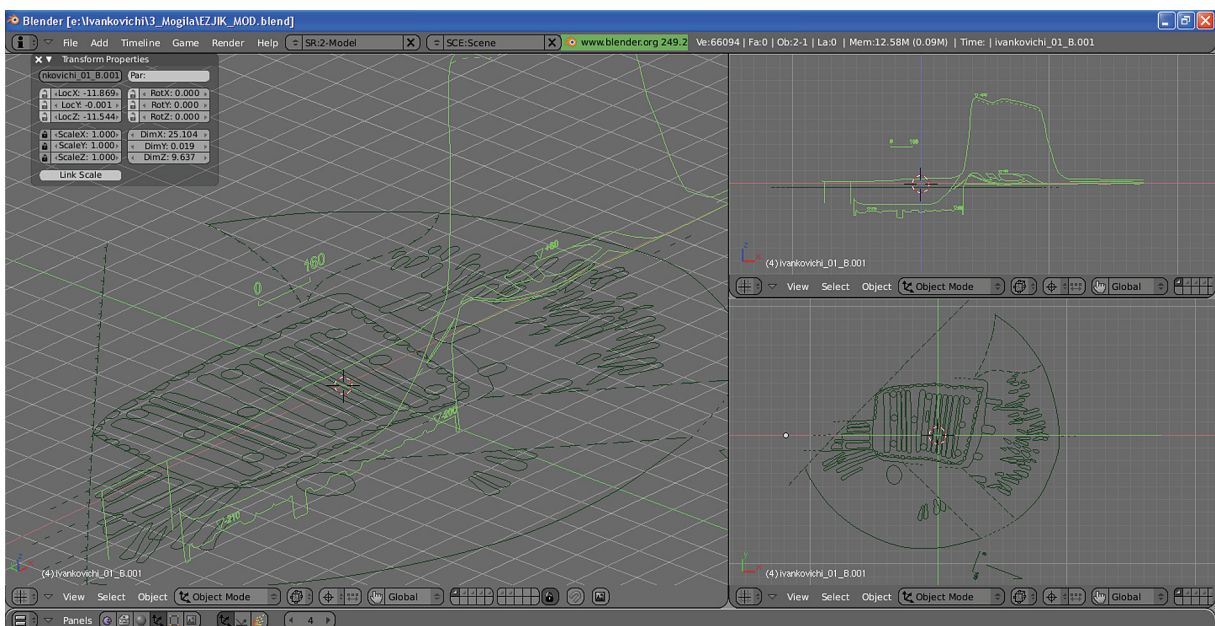 Blender [e:\Ivankovichi\3_Mogila\EZJIK_MOD.blend]
File Add Timeline Game Render Help SR:2-Model X SCE:Scene X www.blender.org 249.2 Ve:66094 | Fa:0 | Ob:2-1 | La:0 | Mem:12.58M (0.09M) | Time: | ivankovichi_01_B.001
Transform Properties
nkovichi_01_B.001 Par:
LocX: -11.869 RotX: 0.000
LocY: -0.001 RotY: 0.000
LocZ: -11.544 RotZ: 0.000
ScaleX: 1.000 DimX: 25.104
ScaleY: 1.000 DimY: 0.019
ScaleZ: 1.000 DimZ: 9.637
Link Scale
0 160
+80
-200
-210
(4) ivankovichi_01_B.001
View Select Object Object Mode Global
(4) ivankovichi_01_B.001
View Select Object Object Mode Global
(4) ivankovichi_01_B.001
View Select Object Object Mode Global
Panels 4